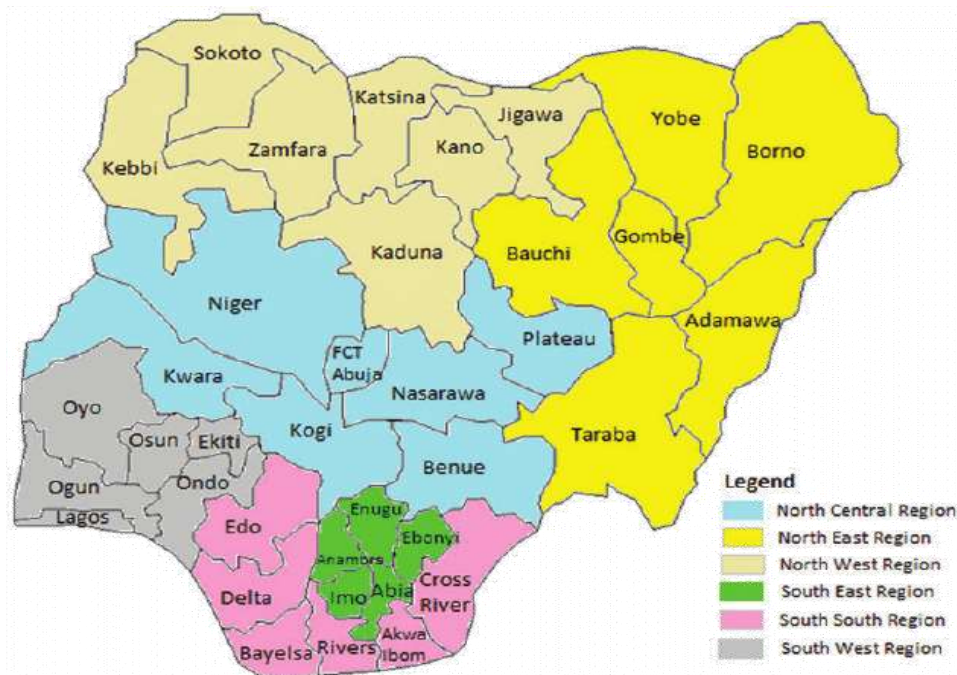 Sokoto
Katsina
Jigawa
Yobe
Borno
Kebbi
Zamfara
Kano
Kaduna
Bauchi
Gombe
Adamawa
Niger
FCT
Abuja
Plateau
Nasarawa
Kwara
Kogi
Benue
Taraba
Oyo
Osun
Ekiti
Ogun
Ondo
Lagos
Edo
Enugu
Ebonyi
Anambra
Imo
Abia
Cross
River
Delta
Bayelsa
Rivers
Akwa
Ibom
Legend
North Central Region
North East Region
North West Region
South East Region
South South Region
South West Region